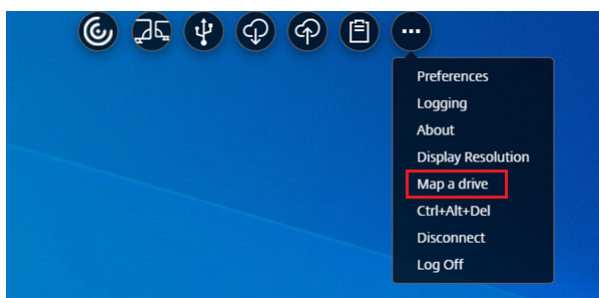 Preferences
Logging
About
Display Resolution
Map a drive
Ctrl+Alt+Del
Disconnect
Log Off